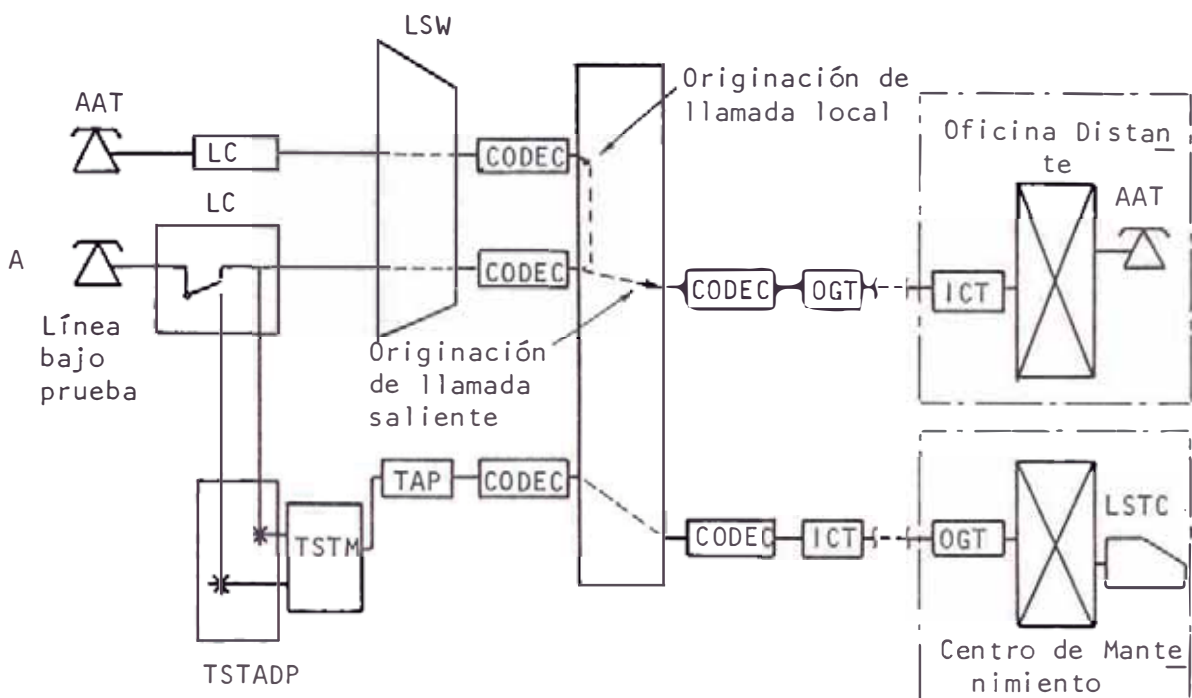 LSW
AAT
LC
CODEC
Originación de
llamada local
Oficina Distan
te
AAT
LC
A
CODEC
CODEC
OGT
ICT
Línea
bajo
prueba
Originación
de llamada
saliente
TAP
CODEC
TSTM
CODEC
ICT
OGT
LSTC
TSTADP
Centro de Mante
nimiento